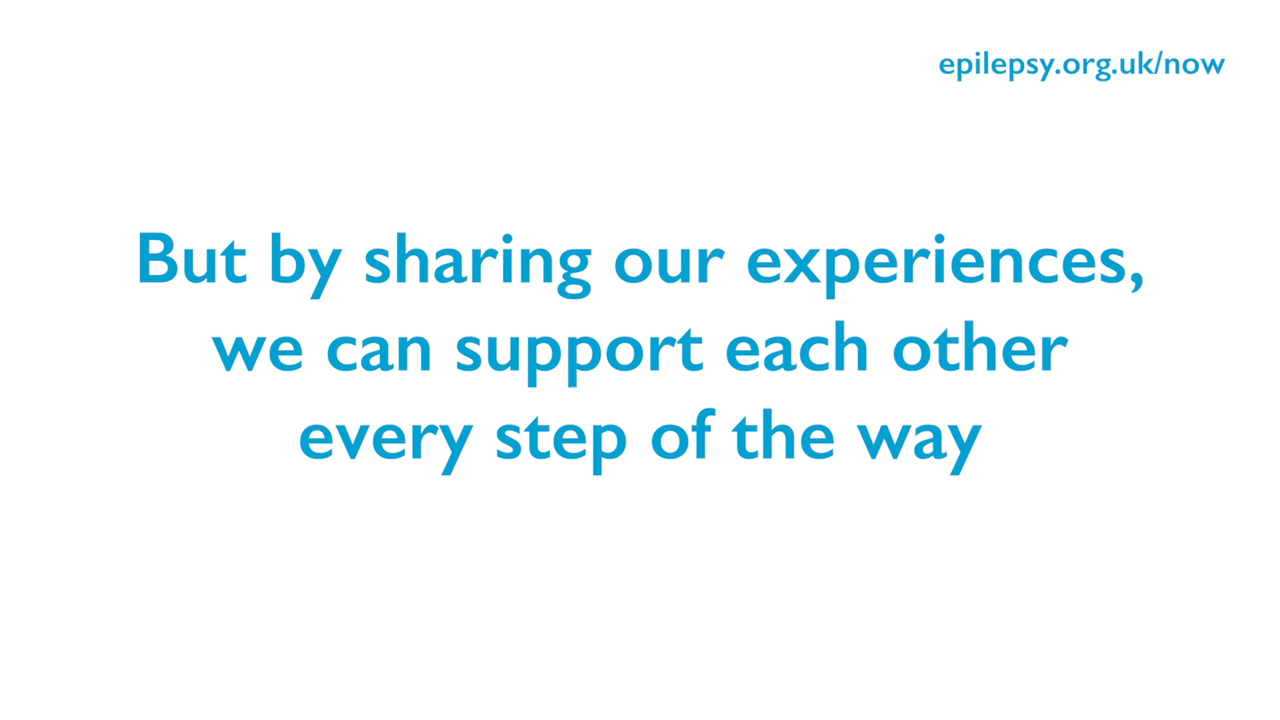 epilepsy.org.uk/now
But by sharing our experiences,
we can support each other
every step of the way